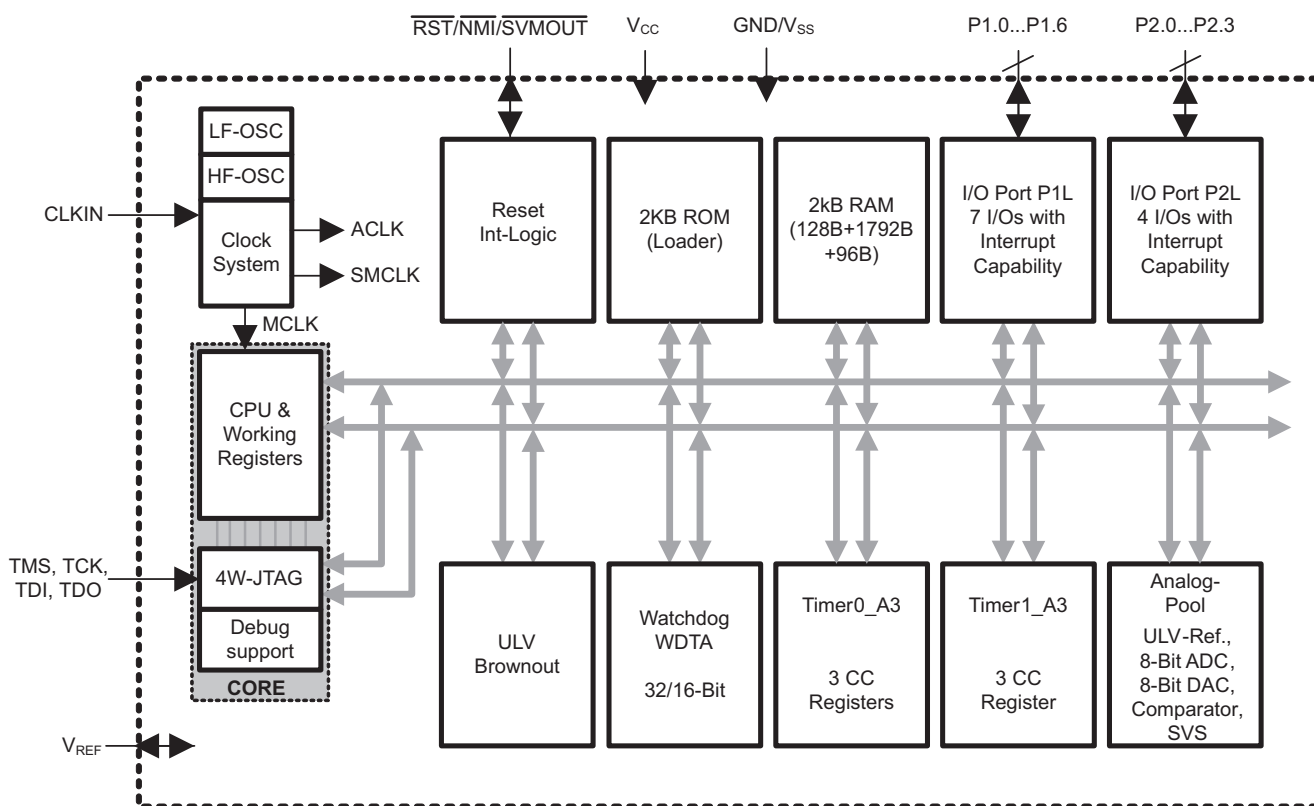 RST/NMI/SVMOUT
VCC
GND/VSS
P1.0...P1.6
P2.0...P2.3
LF-OSC
HF-OSC
CLKIN
Clock
System
ACLK
SMCLK
MCLK
Reset
Int-Logic
2KB ROM
(Loader)
2kB RAM
(128B+1792B
+96B)
I/O Port P1L
7 I/Os with
Interrupt
Capability
I/O Port P2L
4 I/Os with
Interrupt
Capability
CPU &
Working
Registers
TMS, TCK,
TDI, TDO
4W-JTAG
Debug
support
CORE
VREF
ULV
Brownout
Watchdog
WDTA
32/16-Bit
Timer0_A3
3 CC
Registers
Timer1_A3
3 CC
Register
Analog-
Pool
ULV-Ref.,
8-Bit ADC,
8-Bit DAC,
Comparator,
SVS